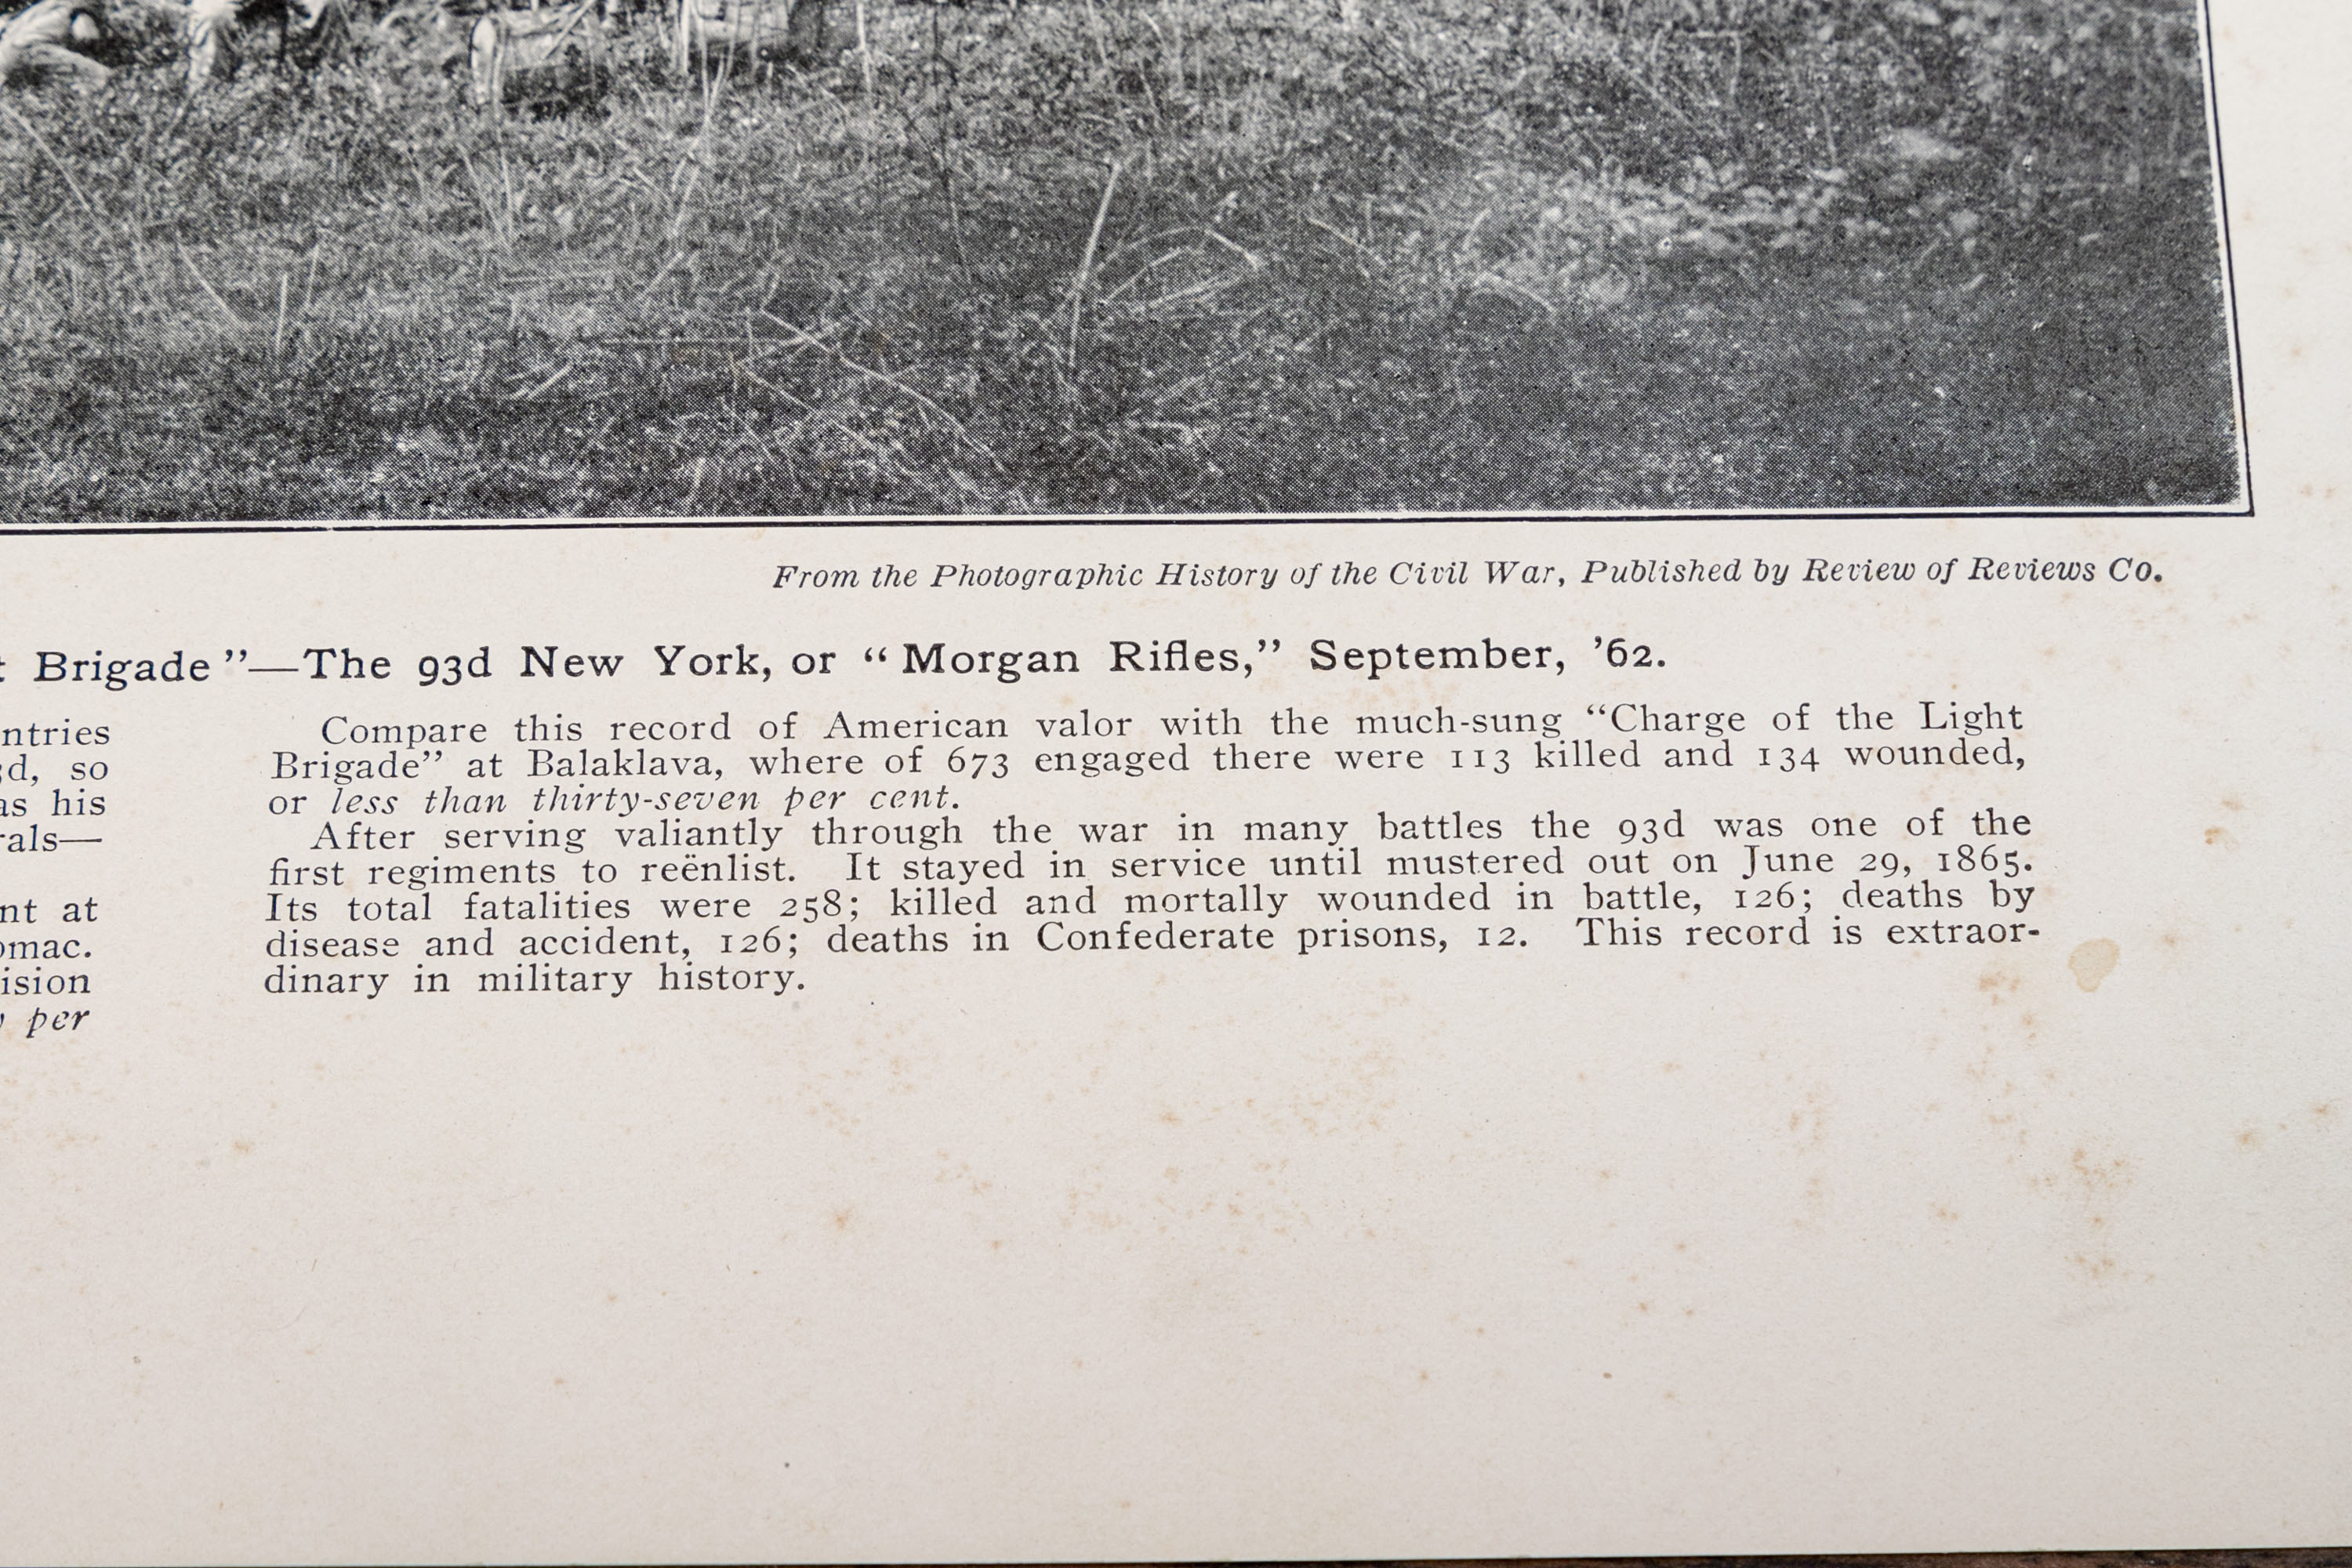 From the Photographic History of the Civil War, Published by Review of Reviews Co.
Brigade”—The 93d New York, or “Morgan Rifles,” September, ’62.
so
as his
nt at
per
Compare this record of American valor with the much-sung “Charge of the Light
Brigade” at Balaklava, where of 673 engaged there were 113 killed and 134 wounded,
or less than thirty-seven per cent.
After serving valiantly through the war in many battles the 93d was one of the
first regiments to reënlist. It stayed in service until mustered out on June 29, 1865.
Its total fatalities were 258; killed and mortally wounded in battle, 126; deaths by
disease and accident, 126; deaths in Confederate prisons, 12. This record is extraor-
dinary in military history.